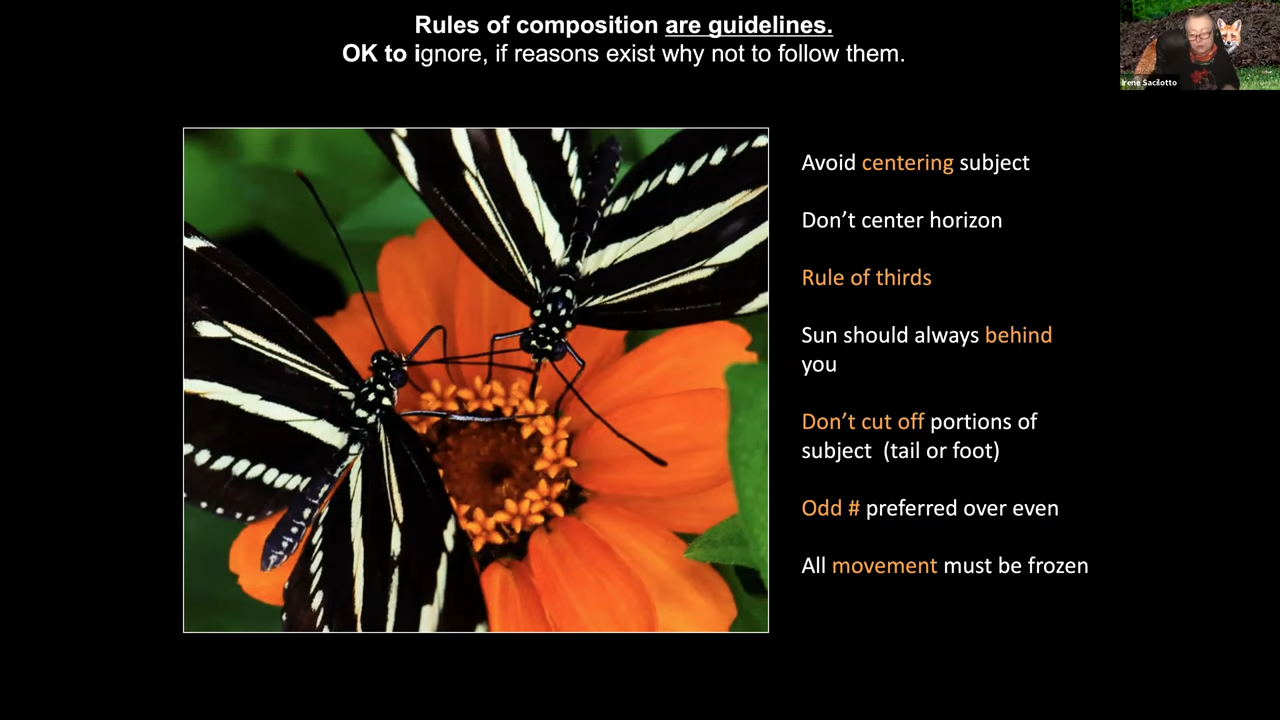 Rules of composition are guidelines.
OK to ignore, if reasons exist why not to follow them.
Irene Sacilotto
Avoid centering subject
Don’t center horizon
Rule of thirds
Sun should always behind
you
Don’t cut off portions of
subject (tail or foot)
Odd # preferred over even
All movement must be frozen